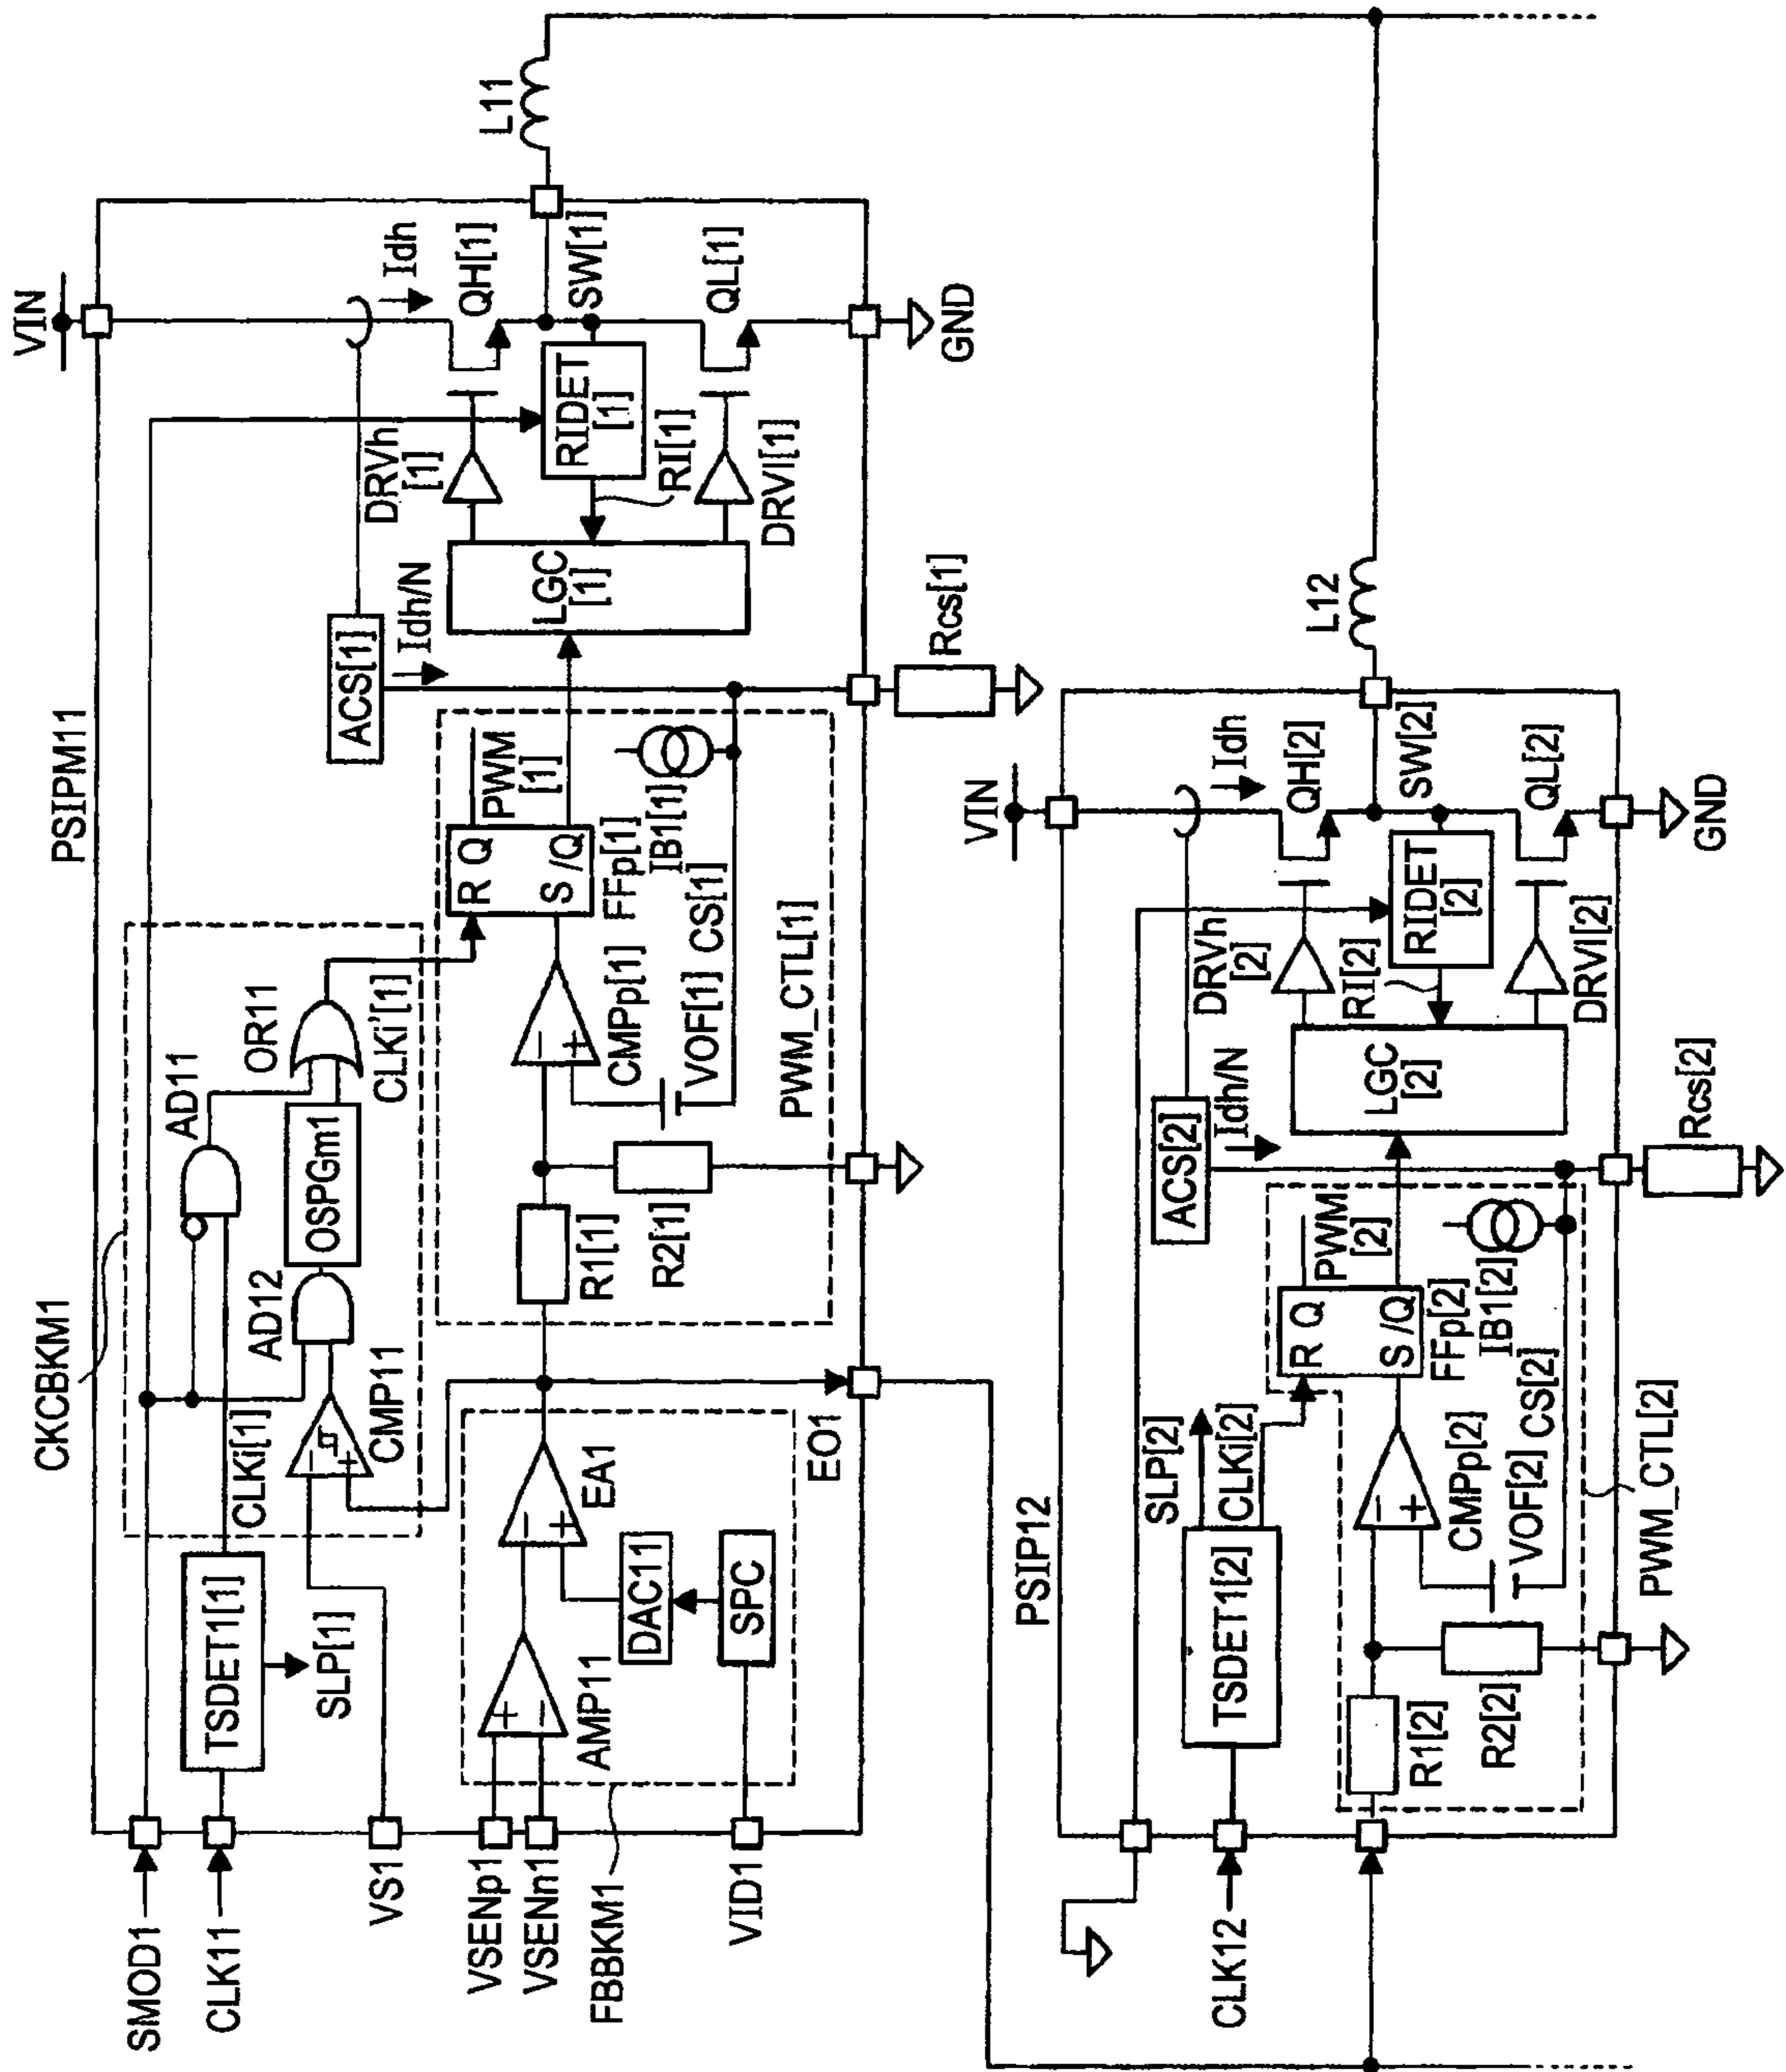 PSIPM11
VIN
CKCBKM1
AD11
OR11
AD12
OSPGm1
CLKi'[1]
CMP11
CLKi[1]
SMOD1
CLK11
TSDET1[1]
SLP[1]
VS1
VSENp1
VSENn1
FBBKM1
VID1
AMP11
EA1
DAC11
SPC
EO1
R1[1]
R2[1]
CMPp[1]
VOF[1]
CS[1]
PWM_CTL[1]
R Q
S /Q
FFp[1]
PWM
[1]
IB1[1]
ACS[1]
Idh/N
Idh
LGC
[1]
DRVh
[1]
RIDET
[1]
RI[1]
DRVl[1]
QH[1]
SW[1]
QL[1]
GND
Rcs[1]
L11
PSIP12
VIN
CLK12
TSDET1[2]
SLP[2]
CLKi[2]
R1[2]
R2[2]
CMPp[2]
VOF[2]
CS[2]
PWM_CTL[2]
R Q
S /Q
FFp[2]
PWM
[2]
IB1[2]
ACS[2]
Idh/N
Idh
LGC
[2]
DRVh
[2]
RIDET
[2]
RI[2]
DRVl[2]
QH[2]
SW[2]
QL[2]
GND
Rcs[2]
L12